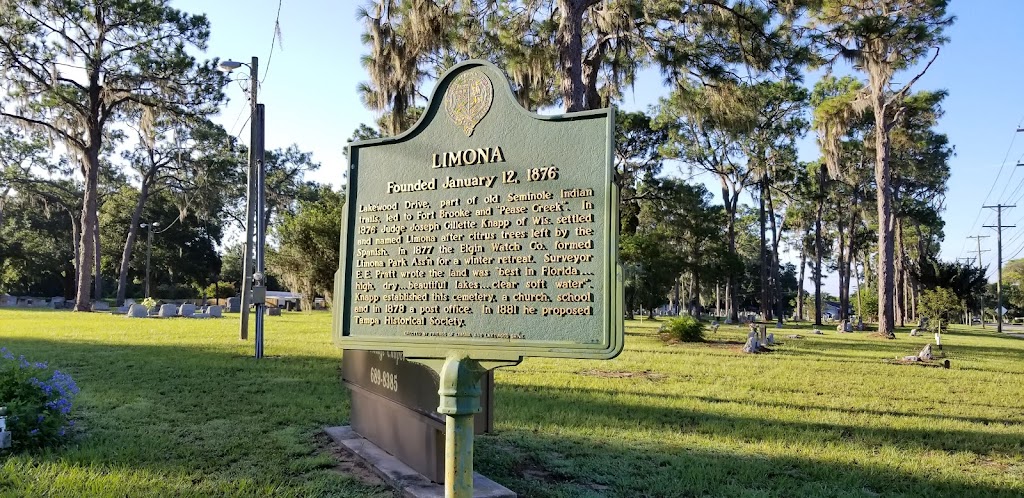 LIMONA
Founded January 12, 1876
Lakewood Drive, part of old Seminole Indian
trails, led to Fort Brooke and "Pease Creek". In
1876 Judge Joseph Gillette Knapp of Wis. settled
and named Limona after citrus trees left by the
Spanish. In 1877 the Elgin Watch Co. formed
Limona Park Ass'n for a winter retreat. Surveyor
E.E. Pratt wrote the land was "best in Florida...
high, dry...beautiful lakes...clear soft water".
Knapp established this cemetery, a church, school
and in 1878 a post office. In 1881 he proposed
Tampa Historical Society.
689-8385